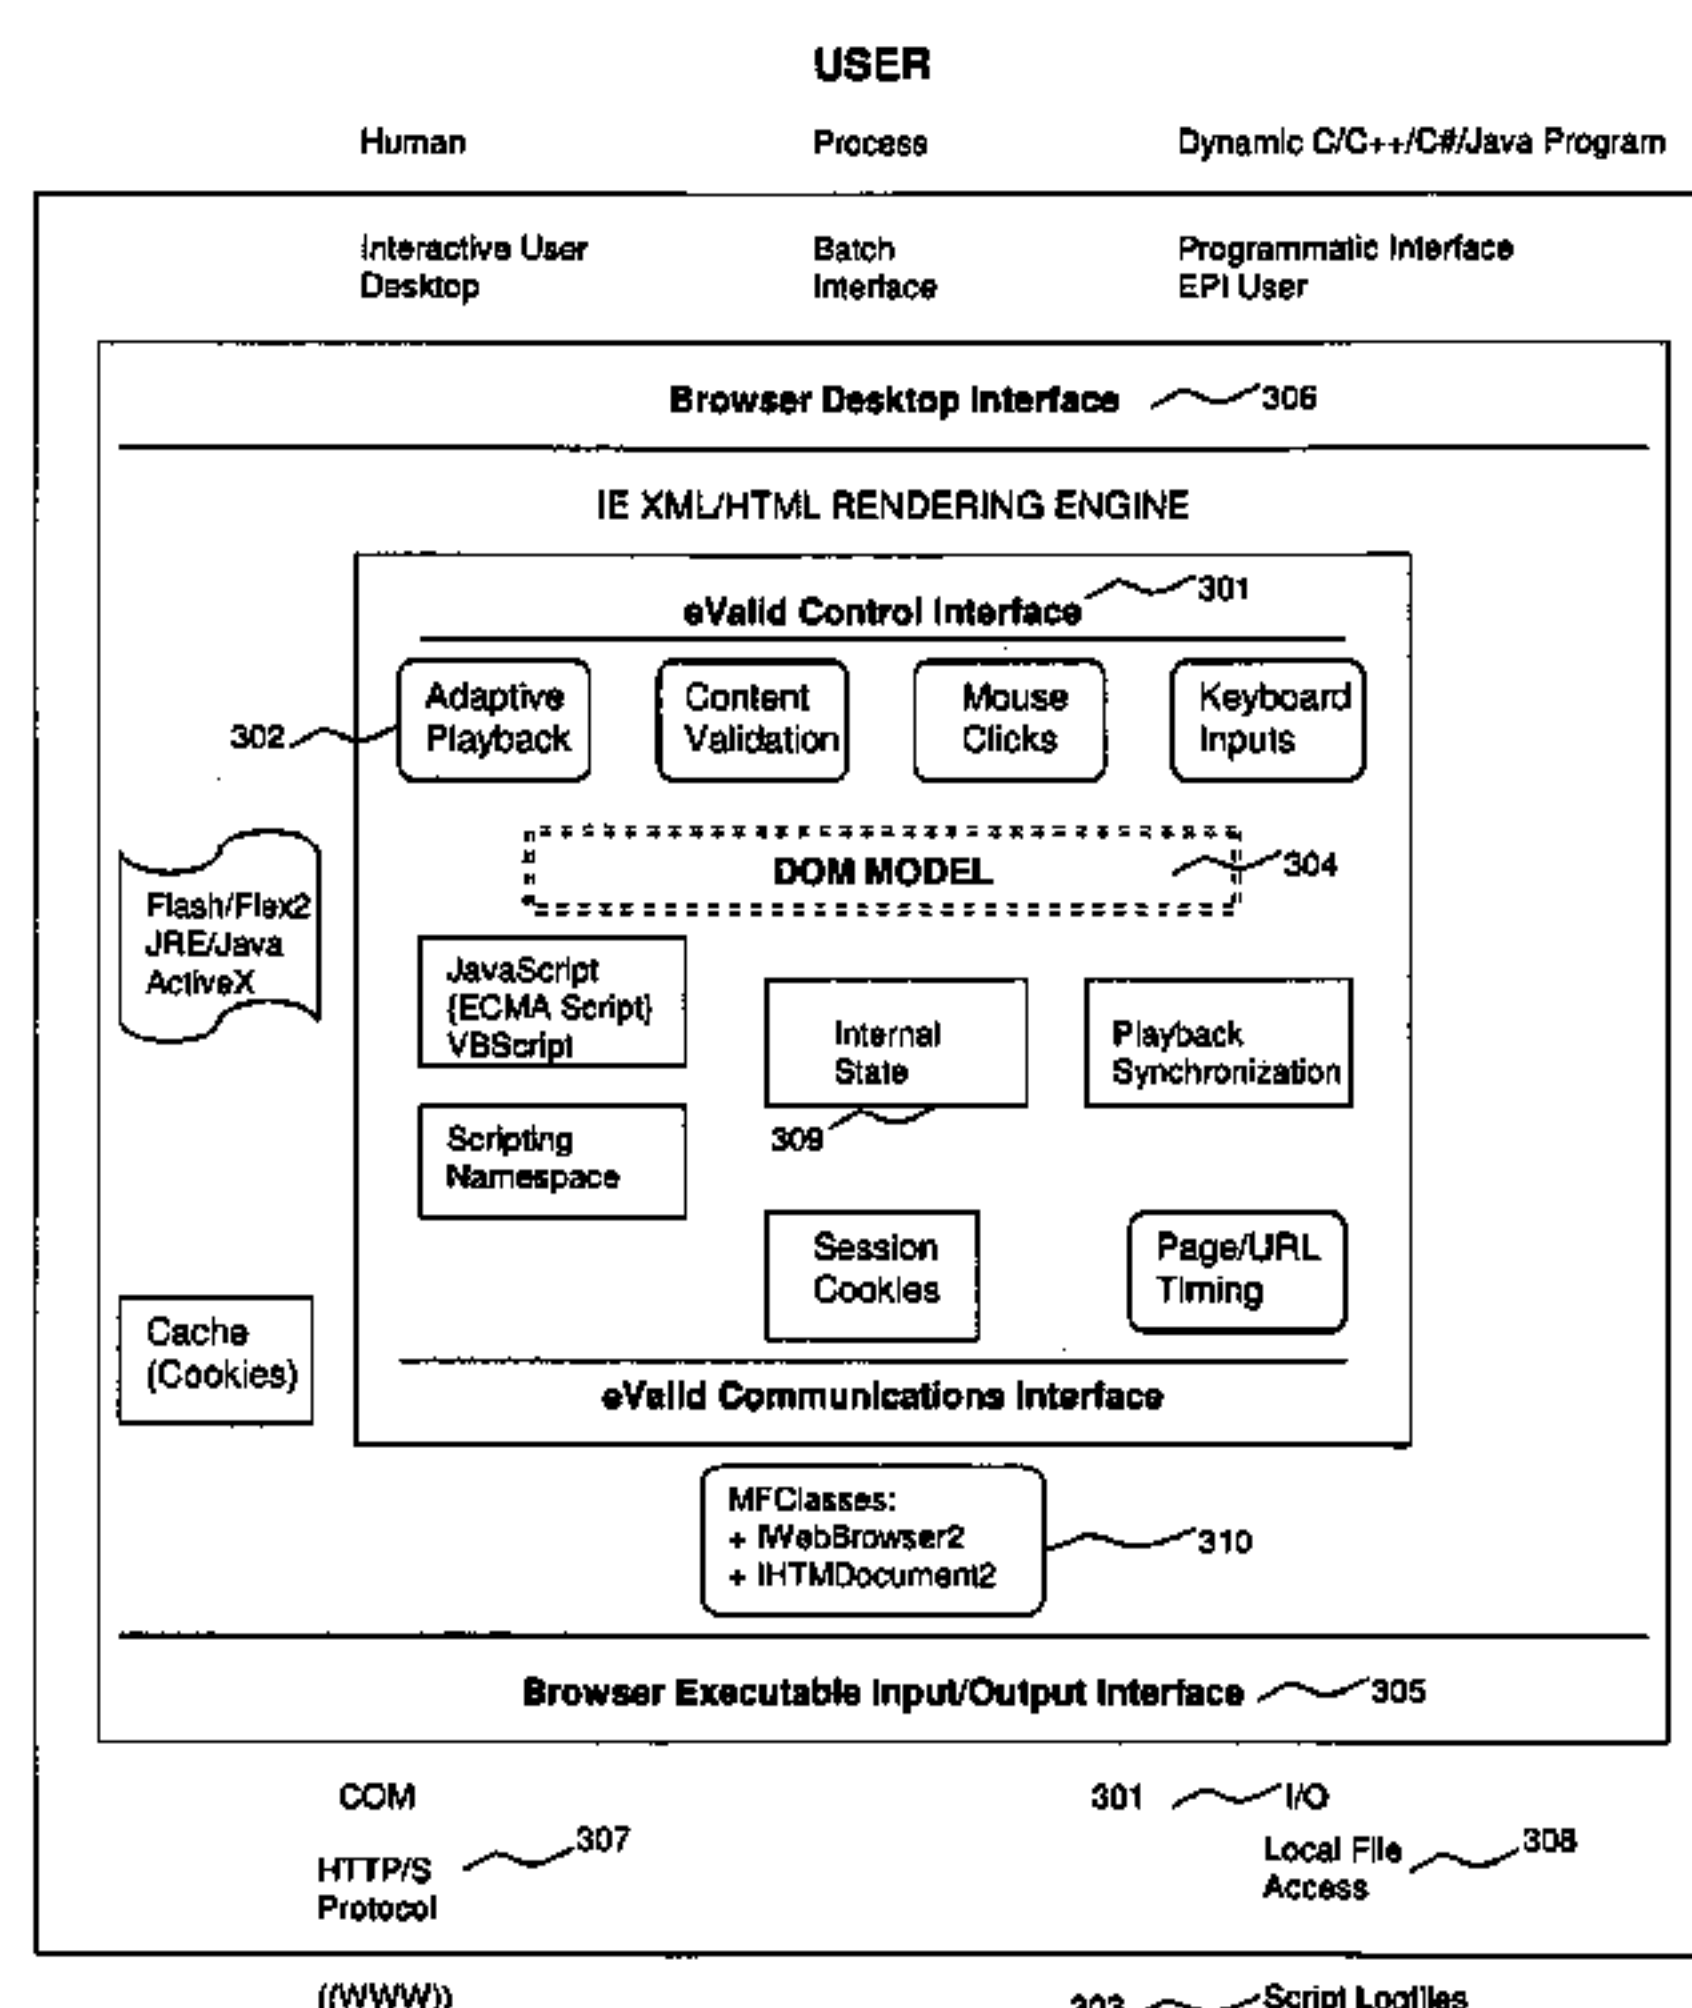 USER
Human Process Dynamic C/C++/C#/Java Program
Interactive User Batch Programmatic Interface
Desktop Interface EPI User
Browser Desktop Interface 306
IE XML/HTML RENDERING ENGINE
eValid Control Interface 301
Adaptive Content Mouse Keyboard
302 Playback Validation Clicks Inputs
DOM MODEL 304
Flash/Flex2
JRE/Java
ActiveX
JavaScript
{ECMA Script}
VBScript
Internal
State
309
Playback
Synchronization
Scripting
Namespace
Session
Cookies
Page/URL
Timing
Cache
(Cookies)
eValid Communications Interface
MFClasses:
+ IWebBrowser2
+ IHTMDocument2
310
Browser Executable Input/Output Interface 305
COM 301 I/O
307
HTTP/S
Protocol
Local File 308
Access
((WWW)) 303 Script Logfiles